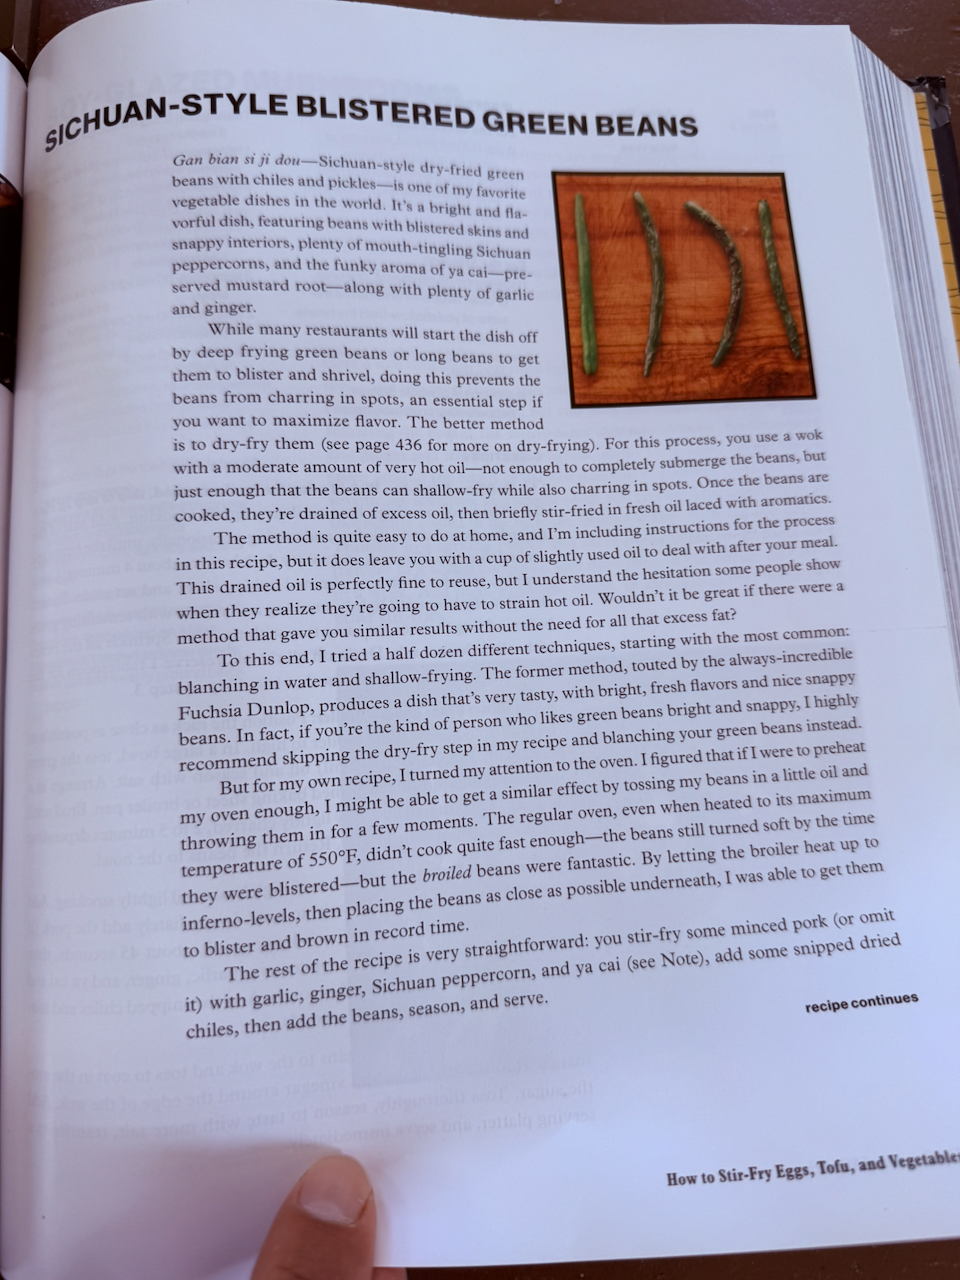 SICHUAN-STYLE BLISTERED GREEN BEANS
Gan bian si ji dou—Sichuan-style dry-fried green
beans with chiles and pickles—is one of my favorite
vegetable dishes in the world. It's a bright and fla-
vorful dish, featuring beans with blistered skins and
snappy interiors, plenty of mouth-tingling Sichuan
peppercorns, and the funky aroma of ya cai—pre-
served mustard root—along with plenty of garlic
and ginger.
While many restaurants will start the dish off
by deep frying green beans or long beans to get
them to blister and shrivel, doing this prevents the
beans from charring in spots, an essential step if
you want to maximize flavor. The better method
is to dry-fry them (see page 436 for more on dry-frying). For this process, you use a wok
with a moderate amount of very hot oil—not enough to completely submerge the beans, but
just enough that the beans can shallow-fry while also charring in spots. Once the beans are
cooked, they're drained of excess oil, then briefly stir-fried in fresh oil laced with aromatics.
The method is quite easy to do at home, and I'm including instructions for the process
in this recipe, but it does leave you with a cup of slightly used oil to deal with after your meal.
This drained oil is perfectly fine to reuse, but I understand the hesitation some people show
when they realize they're going to have to strain hot oil. Wouldn't it be great if there were a
method that gave you similar results without the need for all that excess fat?
To this end, I tried a half dozen different techniques, starting with the most common:
blanching in water and shallow-frying. The former method, touted by the always-incredible
Fuchsia Dunlop, produces a dish that's very tasty, with bright, fresh flavors and nice snappy
beans. In fact, if you're the kind of person who likes green beans bright and snappy, I highly
recommend skipping the dry-fry step in my recipe and blanching your green beans instead.
But for my own recipe, I turned my attention to the oven. I figured that if I were to preheat
my oven enough, I might be able to get a similar effect by tossing my beans in a little oil and
throwing them in for a few moments. The regular oven, even when heated to its maximum
temperature of 550°F, didn't cook quite fast enough—the beans still turned soft by the time
they were blistered—but the broiled beans were fantastic. By letting the broiler heat up to
inferno-levels, then placing the beans as close as possible underneath, I was able to get them
to blister and brown in record time.
The rest of the recipe is very straightforward: you stir-fry some minced pork (or omit
it) with garlic, ginger, Sichuan peppercorn, and ya cai (see Note), add some snipped dried
chiles, then add the beans, season, and serve.
recipe continues
How to Stir-Fry Eggs, Tofu, and Vegetables